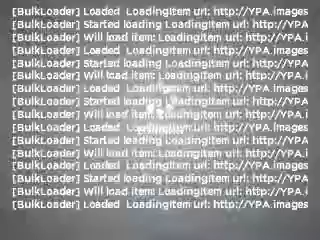 [BulkLoader] Loaded LoadingItem url: http://YPA.images
[BulkLoader] Started loading LoadingItem url: http://YPA
[BulkLoader] Will load item: LoadingItem url: http://YPA.i
[BulkLoader] Loaded LoadingItem url: http://YPA.images
[BulkLoader] Started loading LoadingItem url: http://YPA
[BulkLoader] Will load item: LoadingItem url: http://YPA.i
[BulkLoader] Loaded LoadingItem url: http://YPA.images
[BulkLoader] Started loading LoadingItem url: http://YPA
[BulkLoader] Will load item: LoadingItem url: http://YPA.i
[BulkLoader] Loaded LoadingItem url: http://YPA.images
[BulkLoader] Started loading LoadingItem url: http://YPA
[BulkLoader] Will load item: LoadingItem url: http://YPA.i
[BulkLoader] Loaded LoadingItem url: http://YPA.images
[BulkLoader] Started loading LoadingItem url: http://YPA
[BulkLoader] Will load item: LoadingItem url: http://YPA.i
[BulkLoader] Loaded LoadingItem url: http://YPA.images